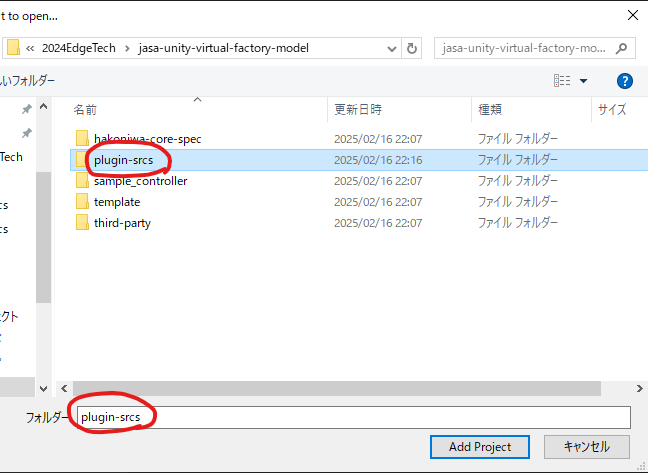 t to open...
« 2024EdgeTech › jasa-unity-virtual-factory-model
jasa-unity-virtual-factory-mo...
いフォルダー
名前 更新日時 種類 サイズ
hakoniwa-core-spec 2025/02/16 22:07 ファイル フォルダー
plugin-srcs 2025/02/16 22:16 ファイル フォルダー
sample_controller 2025/02/16 22:07 ファイル フォルダー
template 2025/02/16 22:07 ファイル フォルダー
third-party 2025/02/16 22:07 ファイル フォルダー
Tech
cs
cs
クト
フォルダー plugin-srcs
Add Project キャンセル